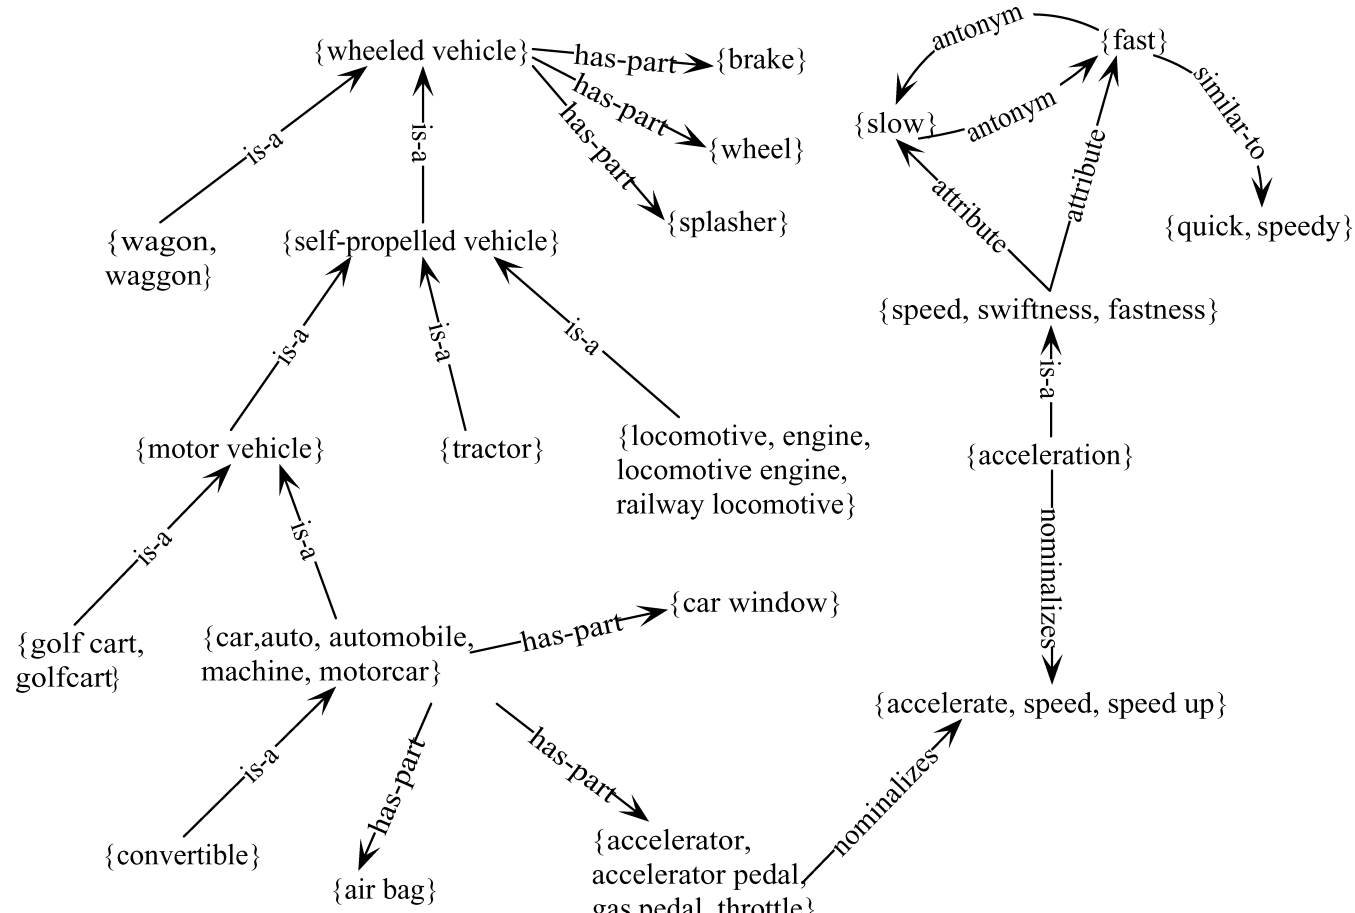 {wheeled vehicle}
has-part
{brake}
has-part
{wheel}
has-part
{splasher}
is-a
is-a
{wagon,
waggon}
{self-propelled vehicle}
is-a
is-a
is-a
{motor vehicle}
{tractor}
{locomotive, engine,
locomotive engine,
railway locomotive}
is-a
is-a
{golf cart,
golfcart}
{car,auto, automobile,
machine, motorcar}
has-part
{car window}
is-a
has-part
has-part
{convertible}
{air bag}
{accelerator,
accelerator pedal,
gas pedal, throttle}
nominalizes
antonym
{fast}
{slow}
antonym
similar-to
attribute
attribute
{quick, speedy}
{speed, swiftness, fastness}
is-a
{acceleration}
nominalizes
{accelerate, speed, speed up}